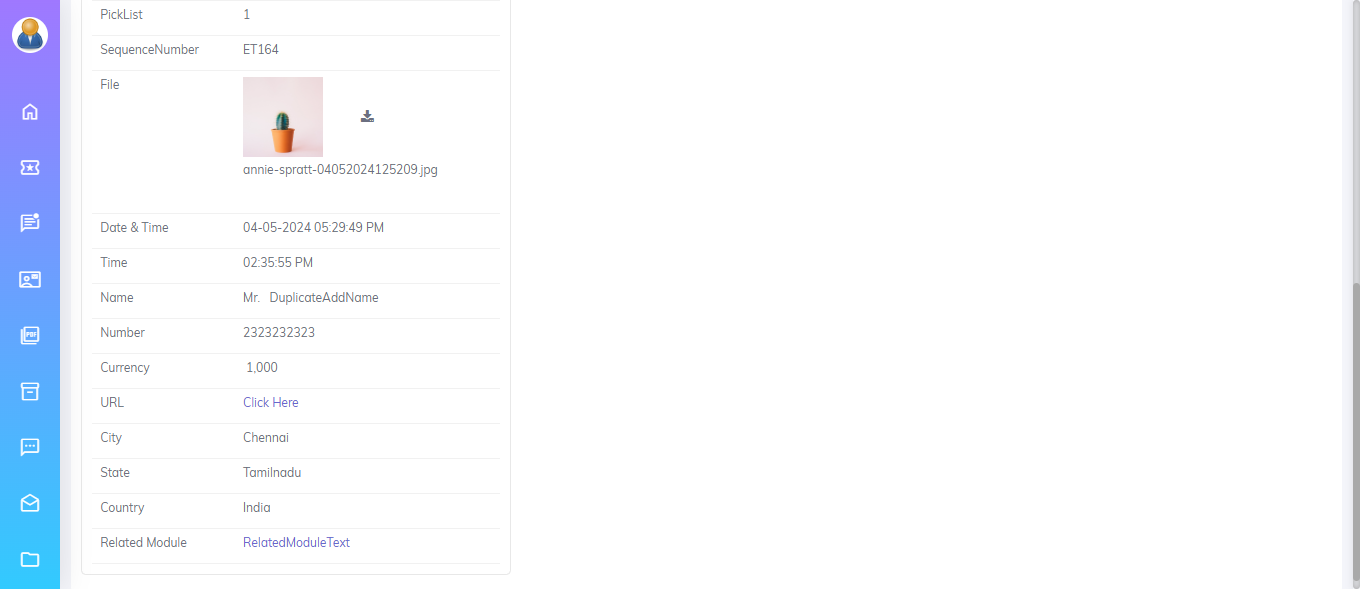 PickList 1
SequenceNumber ET164
File
annie-spratt-04052024125209.jpg
Date & Time 04-05-2024 05:29:49 PM
Time 02:35:55 PM
Name Mr. DuplicateAddName
Number 2323232323
Currency 1,000
URL Click Here
City Chennai
State Tamilnadu
Country India
Related Module RelatedModuleText
PDF